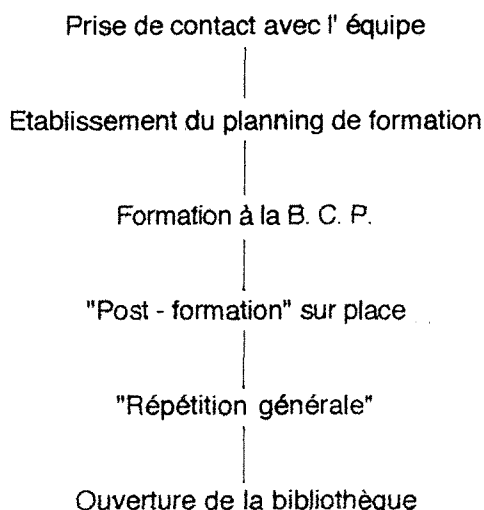 Prise de contact avec l' équipe
Etablissement du planning de formation
Formation à la B. C. P.
"Post - formation" sur place
"Répétition générale"
Ouverture de la bibliothèque